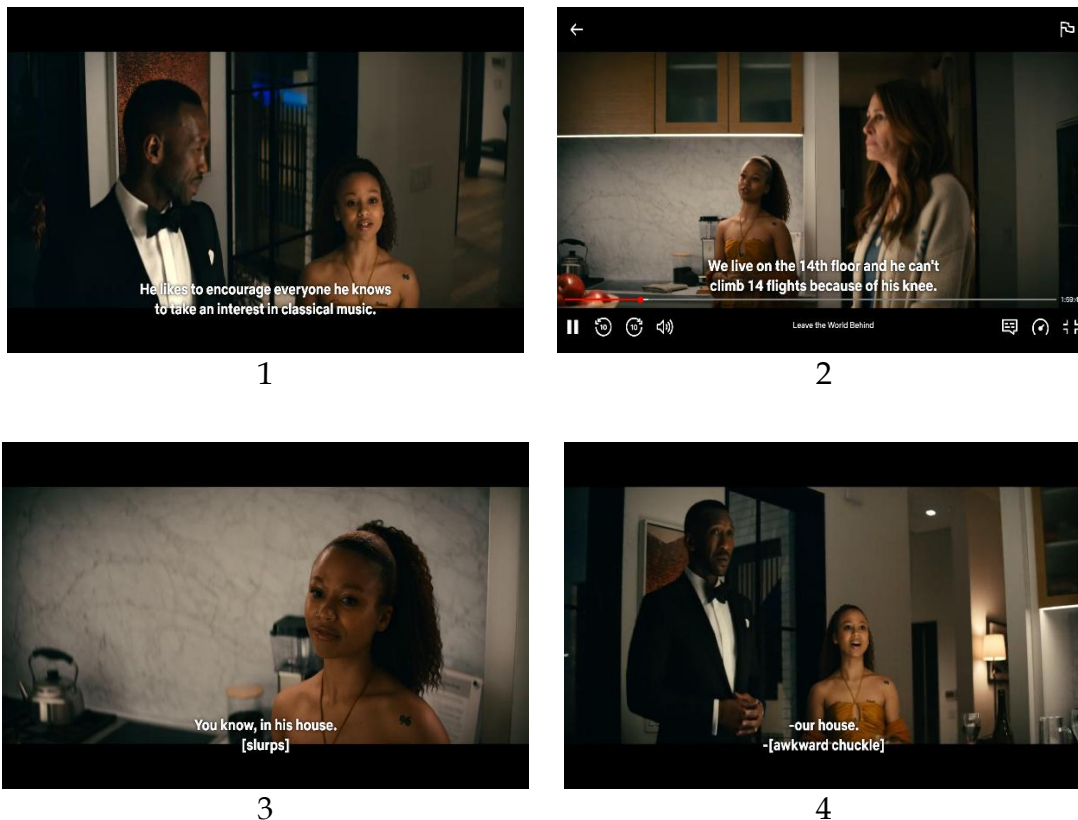 He likes to encourage everyone he knows
to take an interest in classical music.
1
We live on the 14th floor and he can't
climb 14 flights because of his knee.
10
10
Leave the World Behind
2
You know, in his house.
[slurps]
3
-our house.
-[awkward chuckle]
4